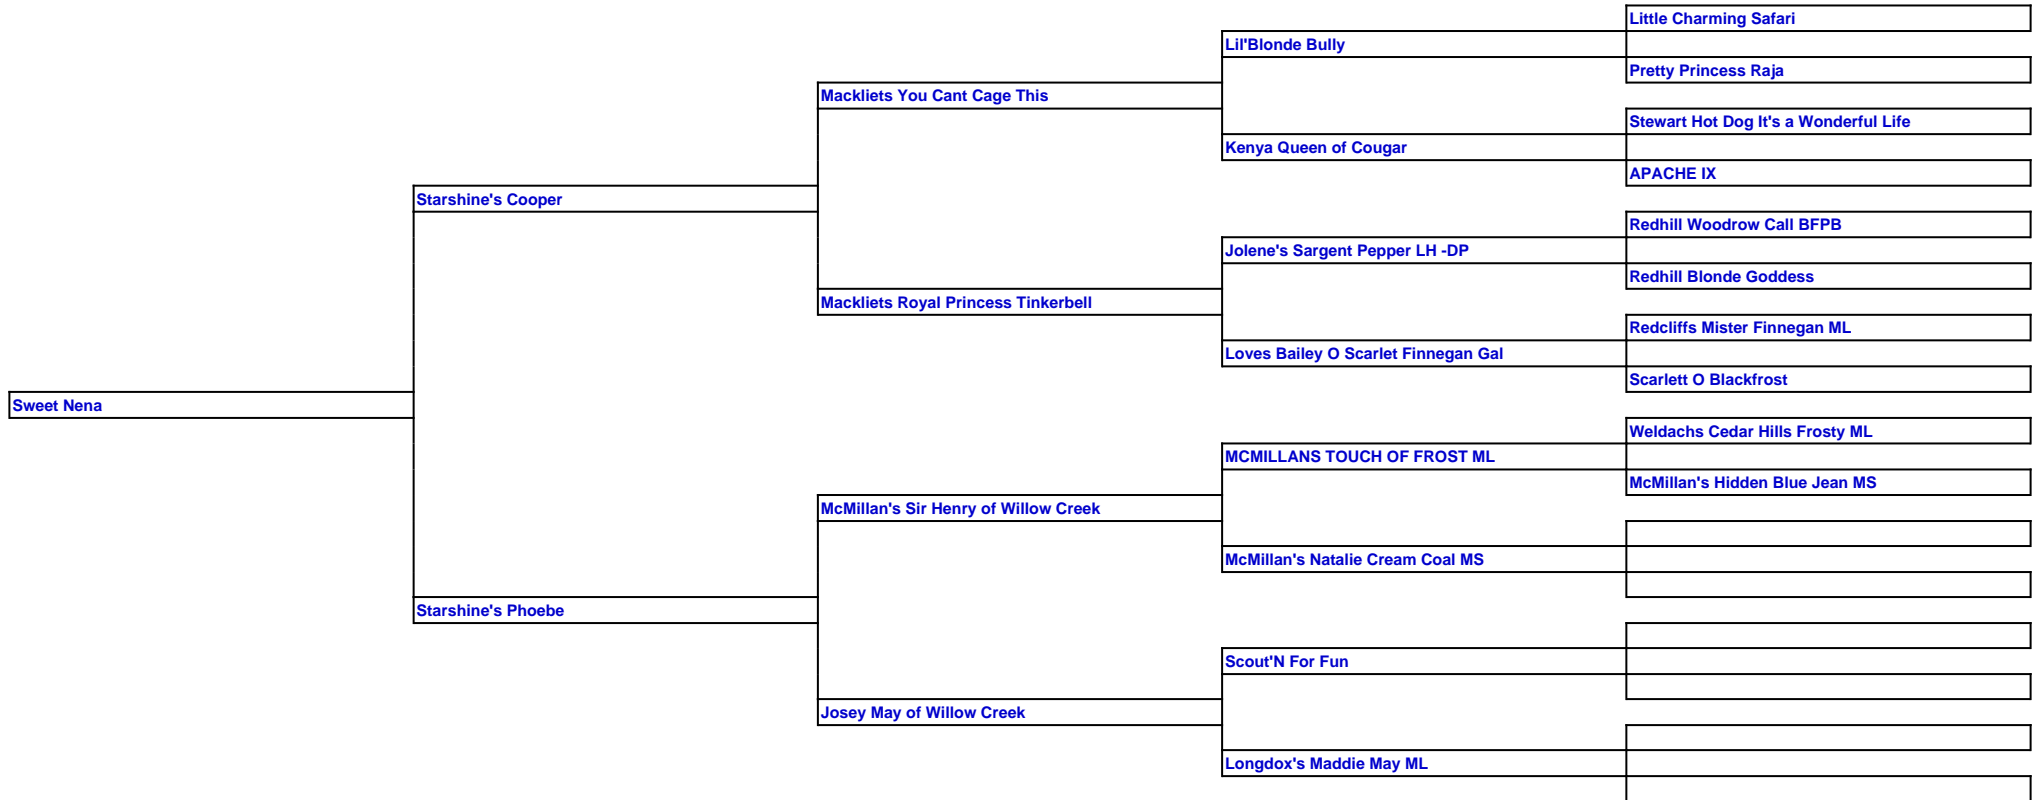 Little Charming Safari
Lil'Blonde Bully
Pretty Princess Raja
Mackliets You Cant Cage This
Stewart Hot Dog It's a Wonderful Life
Kenya Queen of Cougar
APACHE IX
Starshine's Cooper
Redhill Woodrow Call BFPB
Jolene's Sargent Pepper LH -DP
Redhill Blonde Goddess
Mackliets Royal Princess Tinkerbell
Redcliffs Mister Finnegan ML
Loves Bailey O Scarlet Finnegan Gal
Scarlett O Blackfrost
Sweet Nena
Weldachs Cedar Hills Frosty ML
MCMILLANS TOUCH OF FROST ML
McMillan's Hidden Blue Jean MS
McMillan's Sir Henry of Willow Creek
McMillan's Natalie Cream Coal MS
Starshine's Phoebe
Scout'N For Fun
Josey May of Willow Creek
Longdox's Maddie May ML